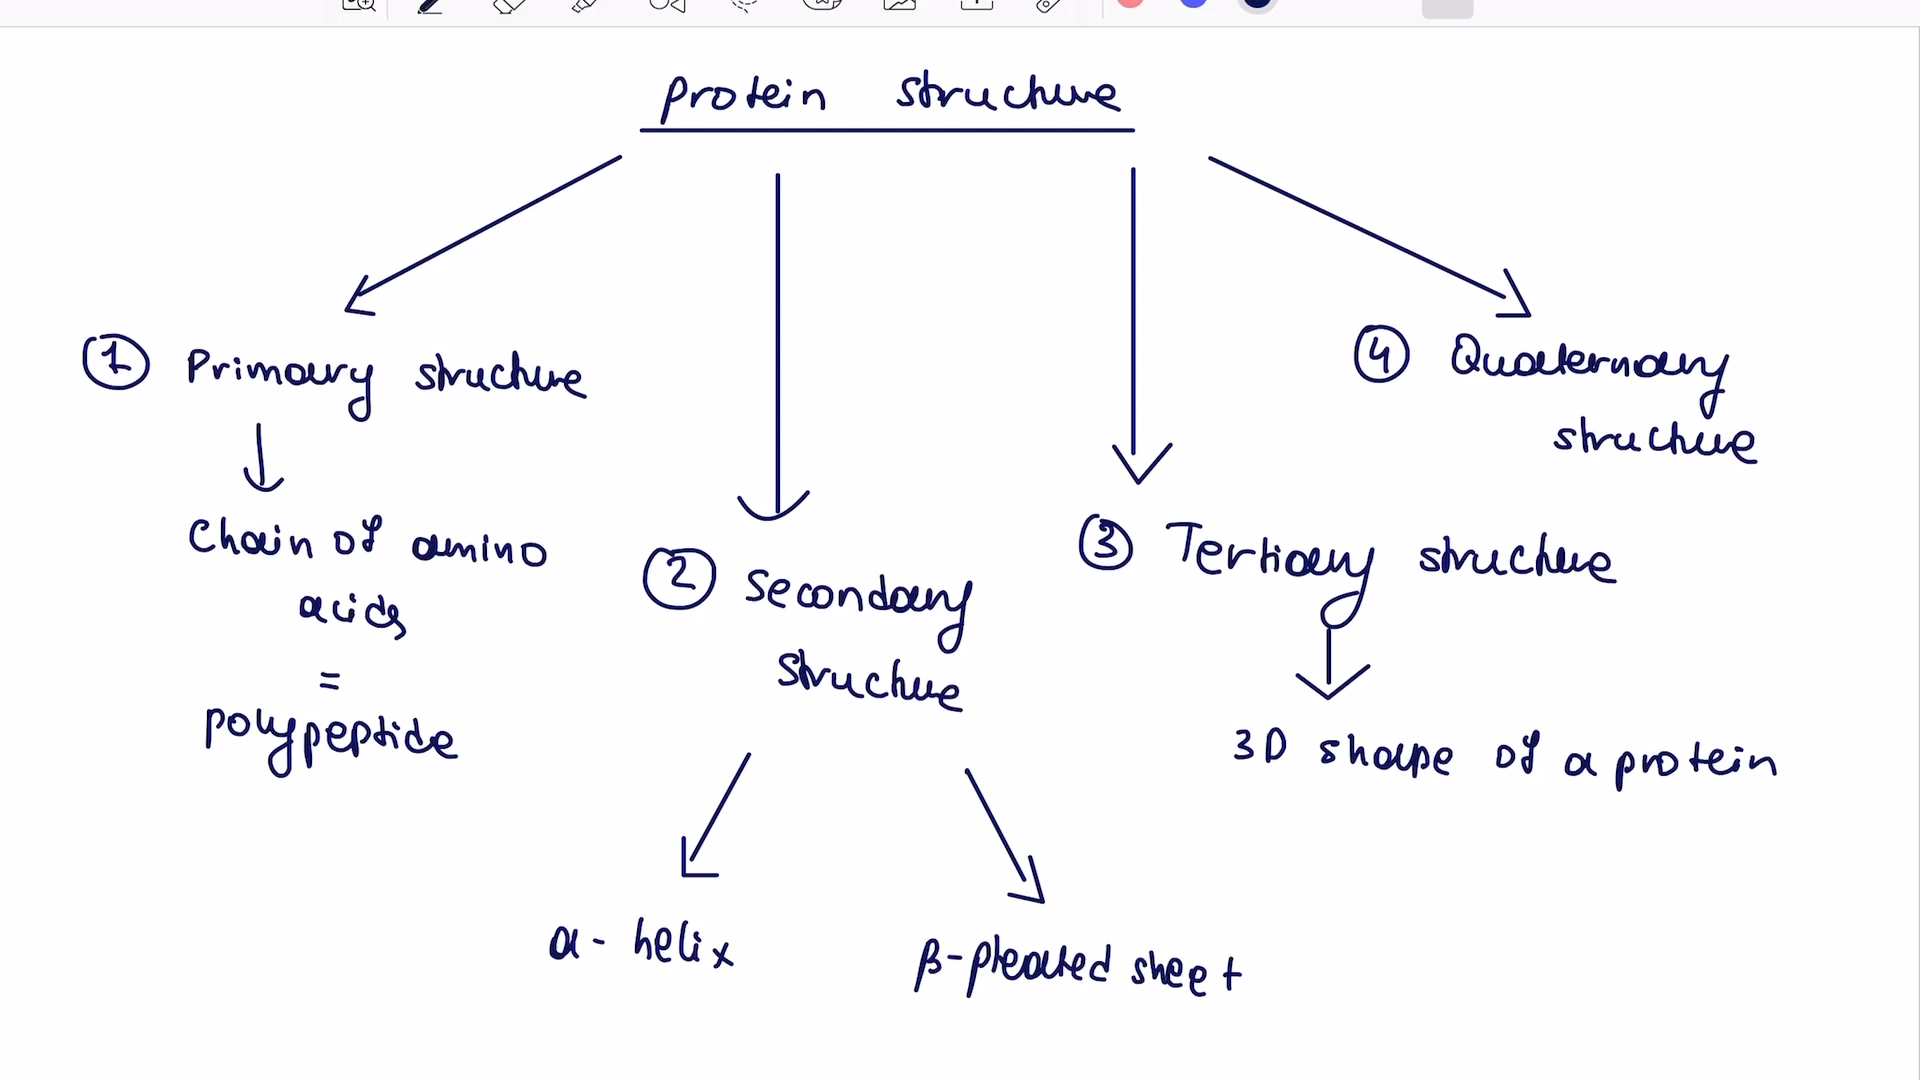 Protein structure
1 Primary structure
Chain of amino
acids
=
polypeptide
2 Secondary
structure
α - helix
β-pleated sheet
3 Tertiary structure
3D shape of a protein
4 Quaternary
structure